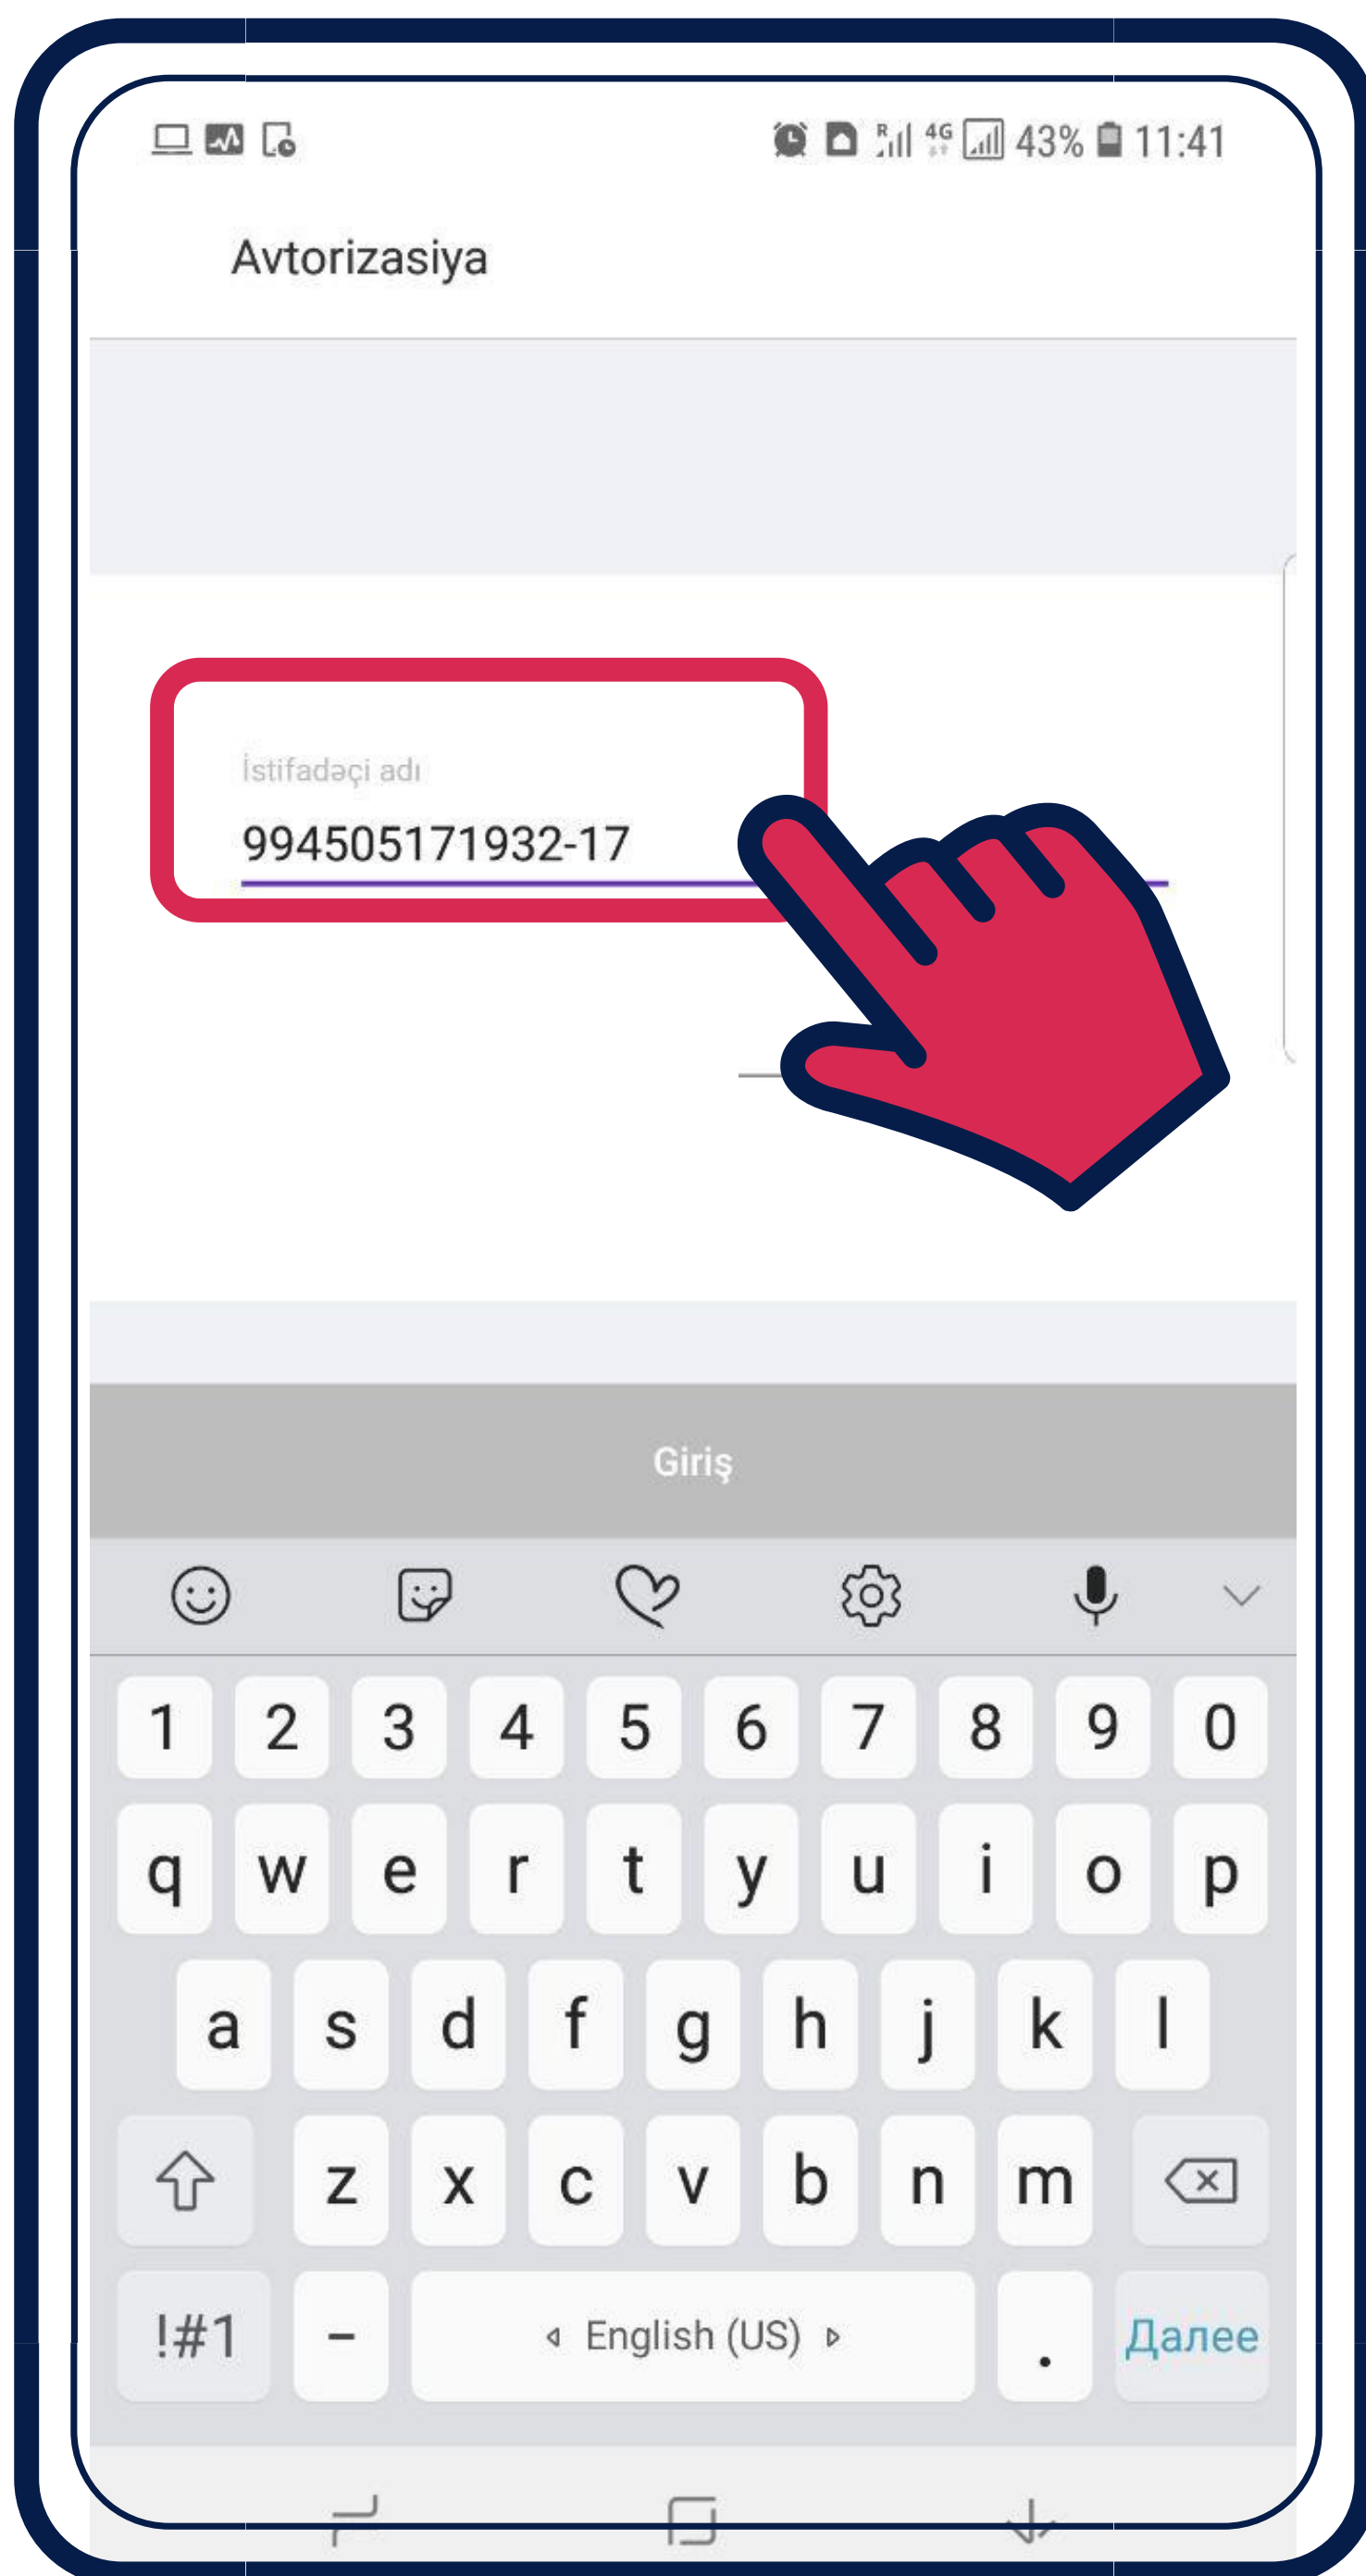 R 4G 43% 11:41
Avtorizasiya
İstifadəçi adı
994505171932-17
Giriş
1 2 3 4 5 6 7 8 9 0
q w e r t y u i o p
a s d f g h j k l
z x c v b n m
!#1 - English (US) . Далее